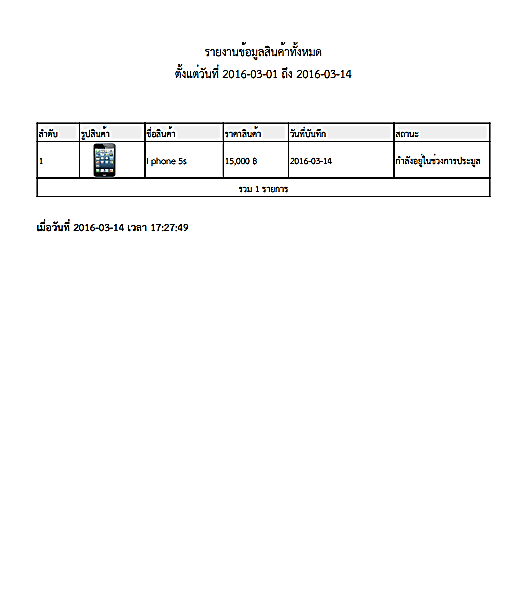 รายงานข้อมูลสินค้าทั้งหมด
ตั้งแต่วันที่ 2016-03-01 ถึง 2016-03-14
ลำดับ รูปสินค้า ชื่อสินค้า ราคาสินค้า วันที่บันทึก สถานะ
1 I phone 5s 15,000 ฿ 2016-03-14 กำลังอยู่ในช่วงการประมูล
รวม 1 รายการ
เมื่อวันที่ 2016-03-14 เวลา 17:27:49